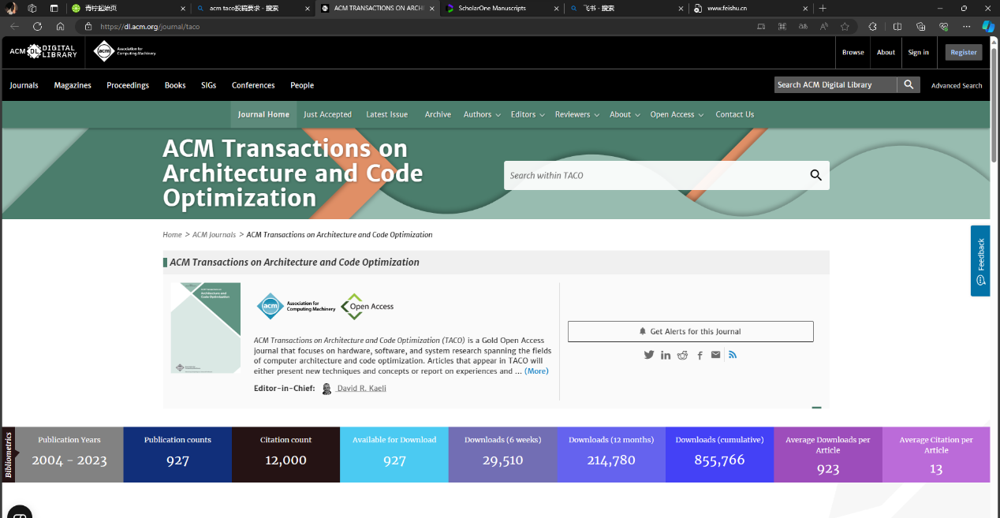 青柠起始页
acm taco投稿要求 - 搜索
ACM TRANSACTIONS ON ARCHI
ScholarOne Manuscripts
飞书 - 搜索
www.feishu.cn
https://dl.acm.org/journal/taco
ACM DL DIGITAL LIBRARY
acm Association for Computing Machinery
Browse
About
Sign in
Register
Journals
Magazines
Proceedings
Books
SIGs
Conferences
People
Search ACM Digital Library
Advanced Search
Journal Home
Just Accepted
Latest Issue
Archive
Authors
Editors
Reviewers
About
Open Access
Contact Us
ACM Transactions on
Architecture and Code
Optimization
Search within TACO
Home > ACM Journals > ACM Transactions on Architecture and Code Optimization
Feedback
ACM Transactions on Architecture and Code Optimization
acm Association for Computing Machinery
Open Access
ACM Transactions on Architecture and Code Optimization (TACO) is a Gold Open Access
journal that focuses on hardware, software, and system research spanning the fields
of computer architecture and code optimization. Articles that appear in TACO will
either present new techniques and concepts or report on experiences and ... (More)
Editor-in-Chief: David R. Kaeli
Get Alerts for this Journal
Bibliometrics
Publication Years
2004 - 2023
Publication counts
927
Citation count
12,000
Available for Download
927
Downloads (6 weeks)
29,510
Downloads (12 months)
214,780
Downloads (cumulative)
855,766
Average Downloads per
Article
923
Average Citation per
Article
13